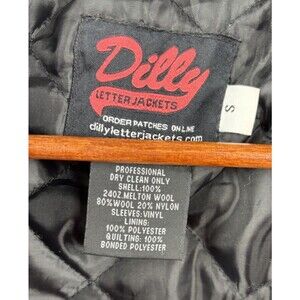 Dilly
LETTER JACKETS
ORDER PATCHES ONLINE
dillyletterjackets.com
S
PROFESSIONAL
DRY CLEAN ONLY
SHELL:100%
24OZ.MELTON WOOL
80%WOOL 20% NYLON
SLEEVES:VINYL
LINING:
100% POLYESTER
QUILTING: 100%
BONDED POLYESTER